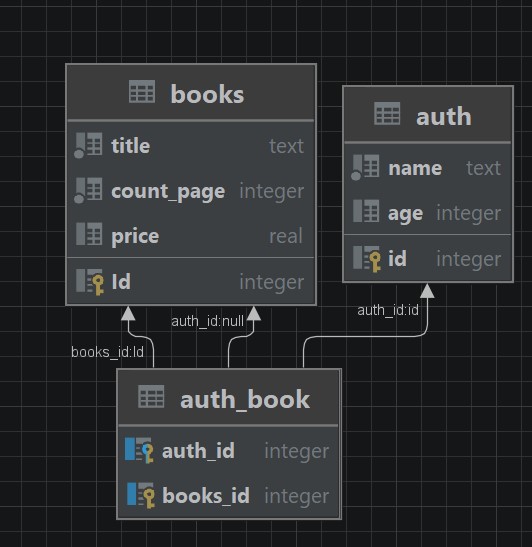 books
title text
count_page integer
price real
Id integer
auth
name text
age integer
id integer
auth_id:null
auth_id:id
books_id:Id
auth_book
auth_id integer
books_id integer